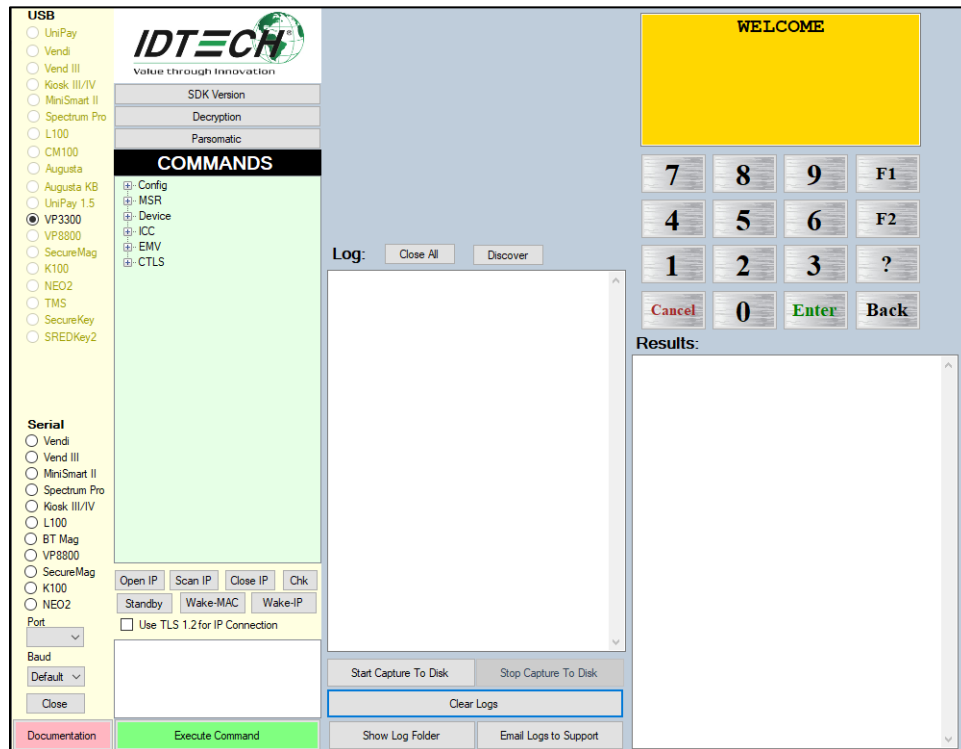 USB
UniPay
Vendi
Vend III
Kiosk III/IV
MiniSmart II
Spectrum Pro
L100
CM100
Augusta
Augusta KB
UniPay 1.5
VP3300
VP8800
SecureMag
K100
NEO2
TMS
SecureKey
SREDKey2
Serial
Vendi
Vend III
MiniSmart II
Spectrum Pro
Kiosk III/IV
L100
BT Mag
VP8800
SecureMag
K100
NEO2
Port
Baud
Default
Close
Documentation
IDTECH®
Value through Innovation
SDK Version
Decryption
Parsomatic
COMMANDS
Config
MSR
Device
ICC
EMV
CTLS
Open IP Scan IP Close IP Chk
Standby Wake-MAC Wake-IP
Use TLS 1.2 for IP Connection
Execute Command
Log: Close All Discover
Start Capture To Disk Stop Capture To Disk
Clear Logs
Show Log Folder Email Logs to Support
WELCOME
7 8 9 F1
4 5 6 F2
1 2 3 ?
Cancel 0 Enter Back
Results: